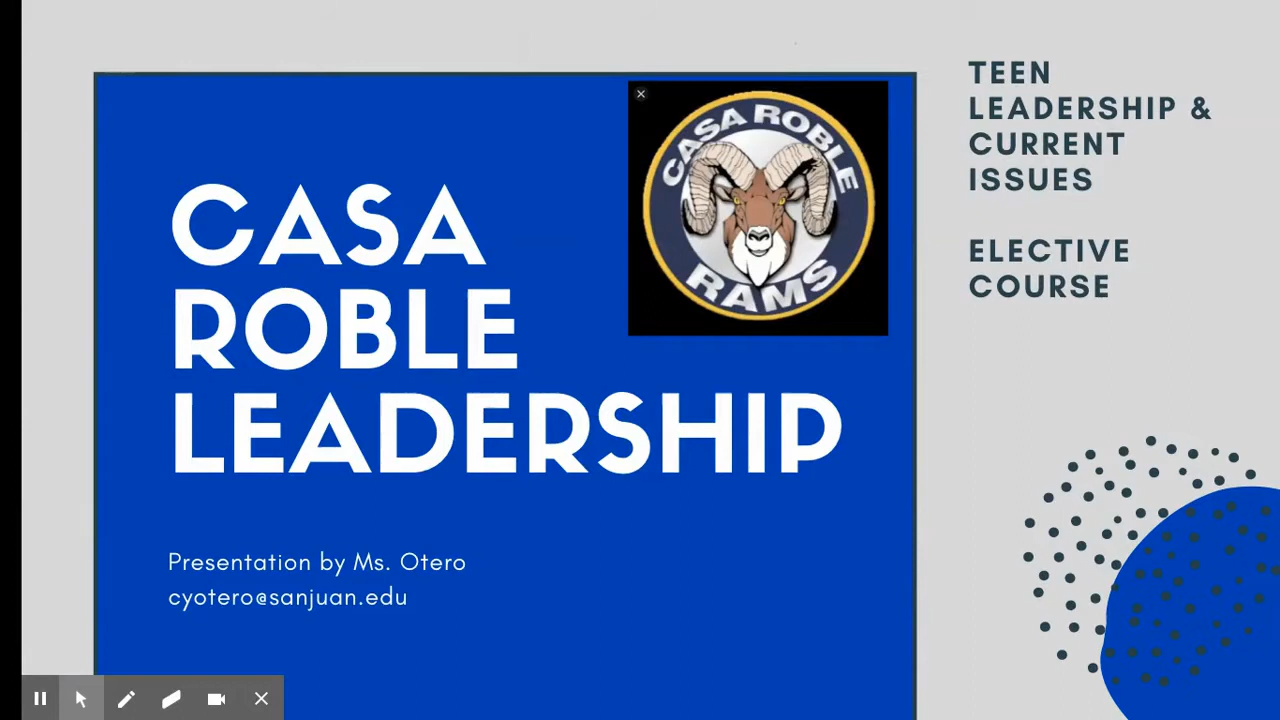 CASA
ROBLE
LEADERSHIP
Presentation by Ms. Otero
cyotero@sanjuan.edu
CASA ROBLE
RAMS
TEEN
LEADERSHIP &
CURRENT
ISSUES
ELECTIVE
COURSE